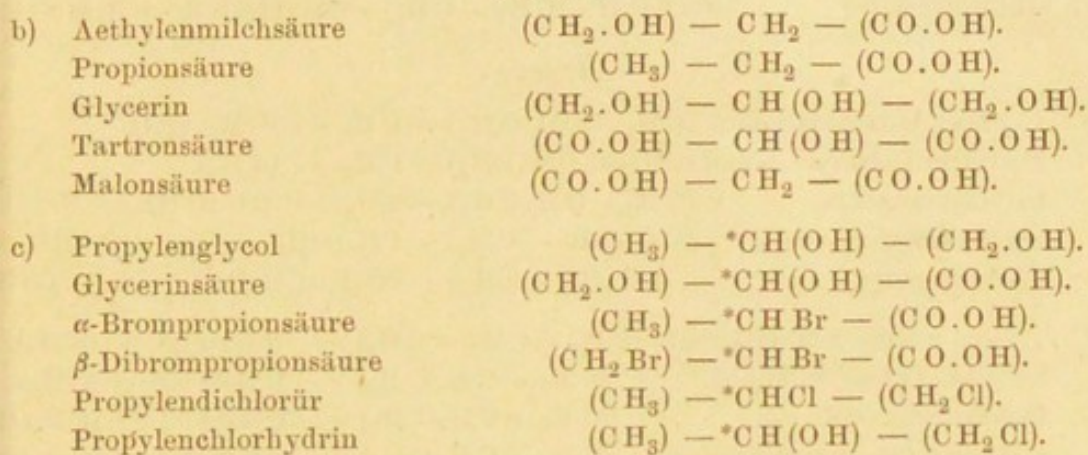 b) Aethylenmilchsäure (CH₂.OH) — CH₂ — (CO.OH).
Propionsäure (CH₃) — CH₂ — (CO.OH).
Glycerin (CH₂.OH) — CH(OH) — (CH₂.OH).
Tartronsäure (CO.OH) — CH(OH) — (CO.OH).
Malonsäure (CO.OH) — CH₂ — (CO.OH).
c) Propylenglycol (CH₃) — *CH(OH) — (CH₂.OH).
Glycerinsäure (CH₂.OH) — *CH(OH) — (CO.OH).
α-Brompropionsäure (CH₃) — *CHBr — (CO.OH).
β-Dibrompropionsäure (CH₂Br) — *CHBr — (CO.OH).
Propylendichlorür (CH₃) — *CHCl — (CH₂Cl).
Propylenchlorhydrin (CH₃) — *CH(OH) — (CH₂Cl).